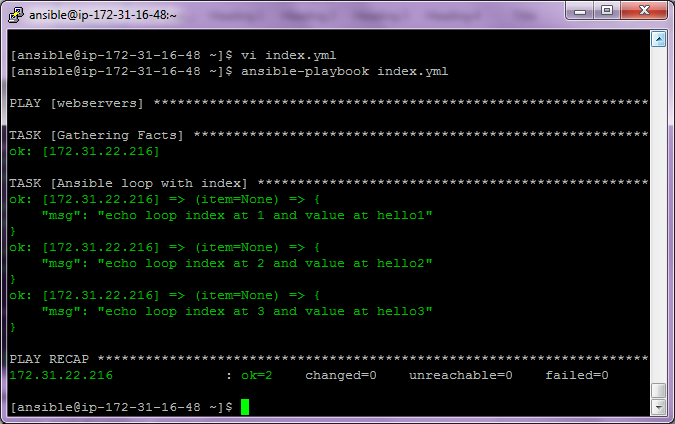 ansible@ip-172-31-16-48:~
[ansible@ip-172-31-16-48 ~]$ vi index.yml
[ansible@ip-172-31-16-48 ~]$ ansible-playbook index.yml
PLAY [webservers] **************************************************************
TASK [Gathering Facts] *********************************************************
ok: [172.31.22.216]
TASK [Ansible loop with index] *************************************************
ok: [172.31.22.216] => (item=None) => {
    "msg": "echo loop index at 1 and value at hello1"
}
ok: [172.31.22.216] => (item=None) => {
    "msg": "echo loop index at 2 and value at hello2"
}
ok: [172.31.22.216] => (item=None) => {
    "msg": "echo loop index at 3 and value at hello3"
}
PLAY RECAP *********************************************************************
172.31.22.216              : ok=2    changed=0    unreachable=0    failed=0
[ansible@ip-172-31-16-48 ~]$